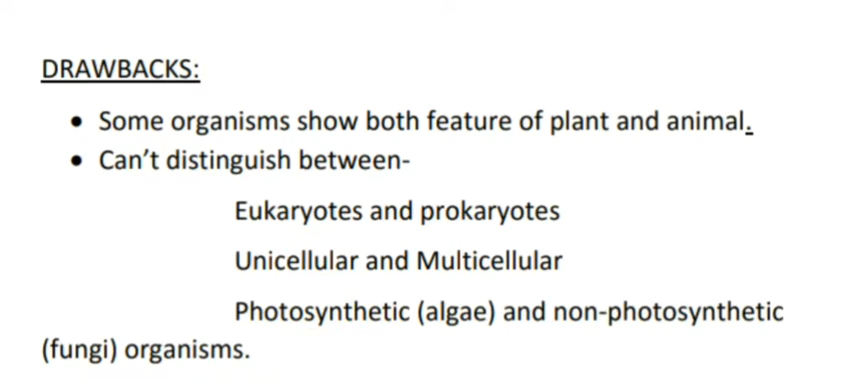 DRAWBACKS:
• Some organisms show both feature of plant and animal.
• Can’t distinguish between-
Eukaryotes and prokaryotes
Unicellular and Multicellular
Photosynthetic (algae) and non-photosynthetic
(fungi) organisms.